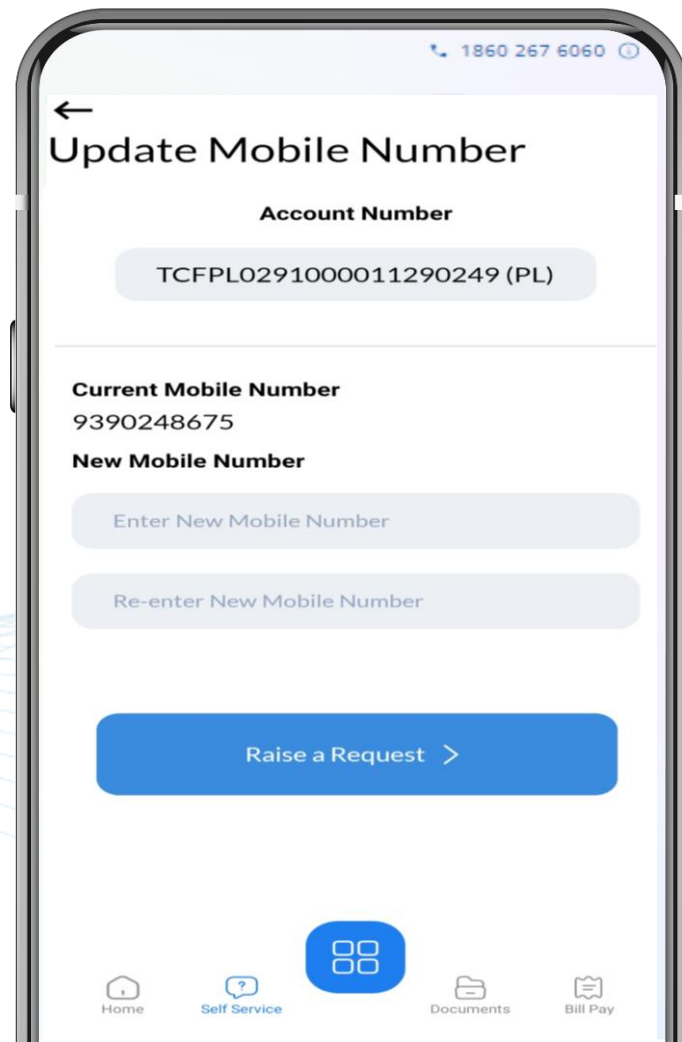 1860 267 6060
Update Mobile Number
Account Number
TCFPL0291000011290249 (PL)
Current Mobile Number
9390248675
New Mobile Number
Enter New Mobile Number
Re-enter New Mobile Number
Raise a Request >
Home
Self Service
Documents
Bill Pay